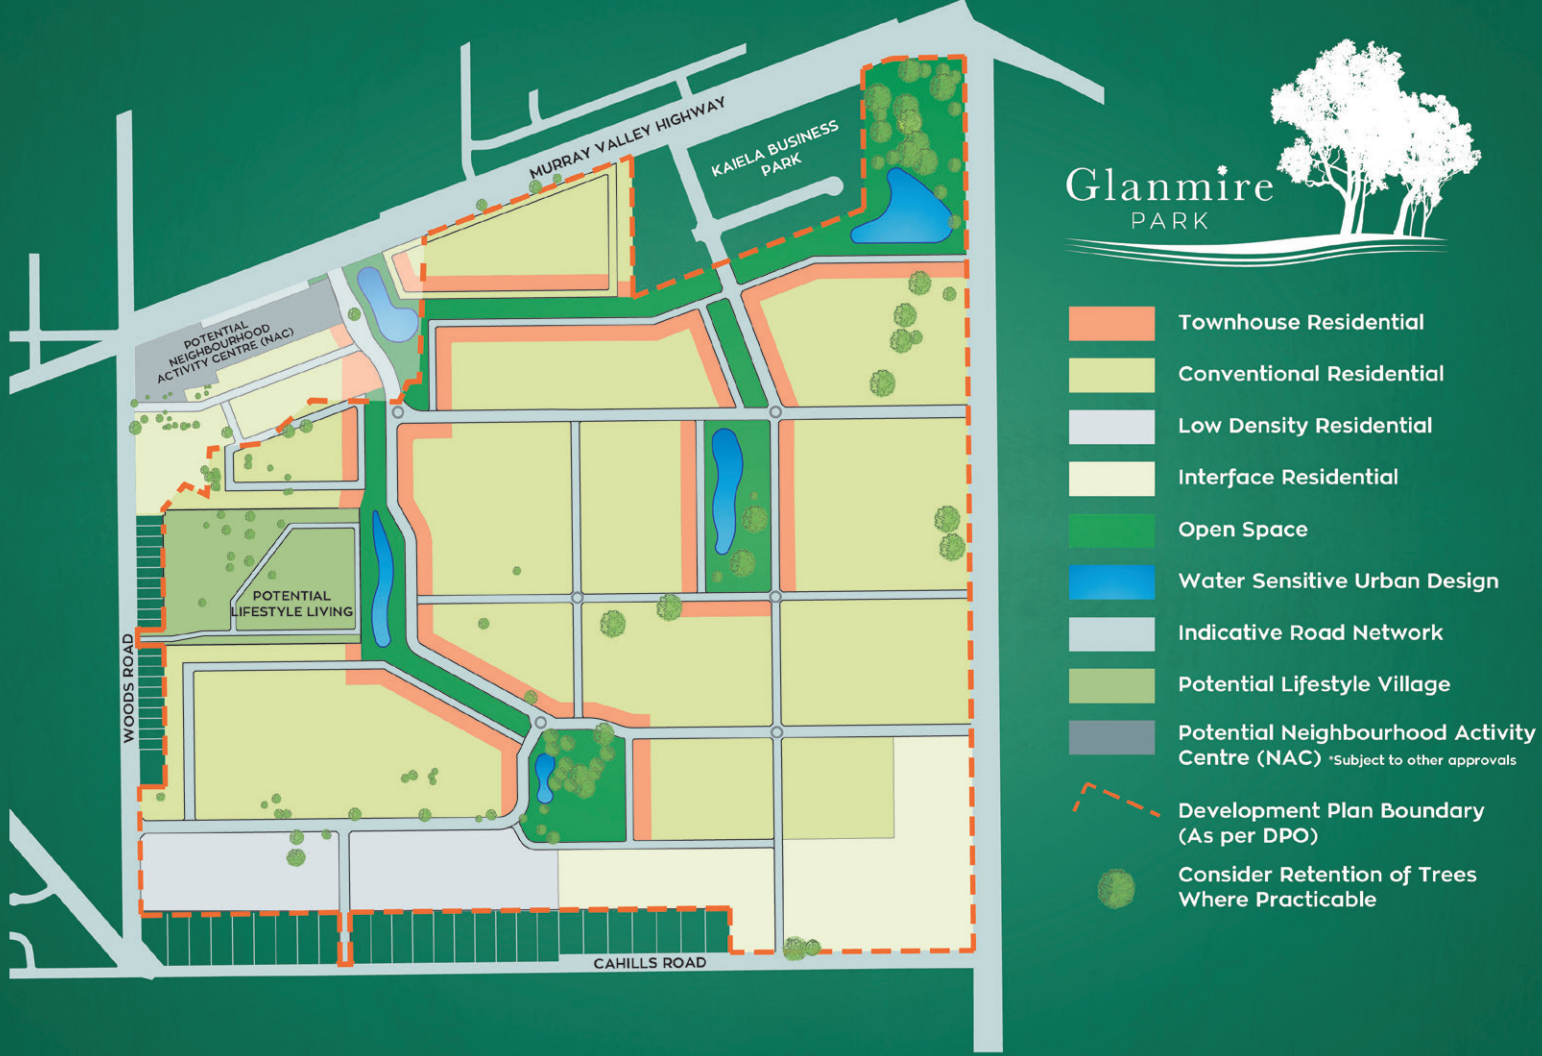 MURRAY VALLEY HIGHWAY
KAIELA BUSINESS
PARK
POTENTIAL
NEIGHBOURHOOD
ACTIVITY CENTRE (NAC)
POTENTIAL
LIFESTYLE LIVING
WOODS ROAD
CAHILLS ROAD
Glanmire
PARK
Townhouse Residential
Conventional Residential
Low Density Residential
Interface Residential
Open Space
Water Sensitive Urban Design
Indicative Road Network
Potential Lifestyle Village
Potential Neighbourhood Activity
Centre (NAC) *Subject to other approvals
Development Plan Boundary
(As per DPO)
Consider Retention of Trees
Where Practicable